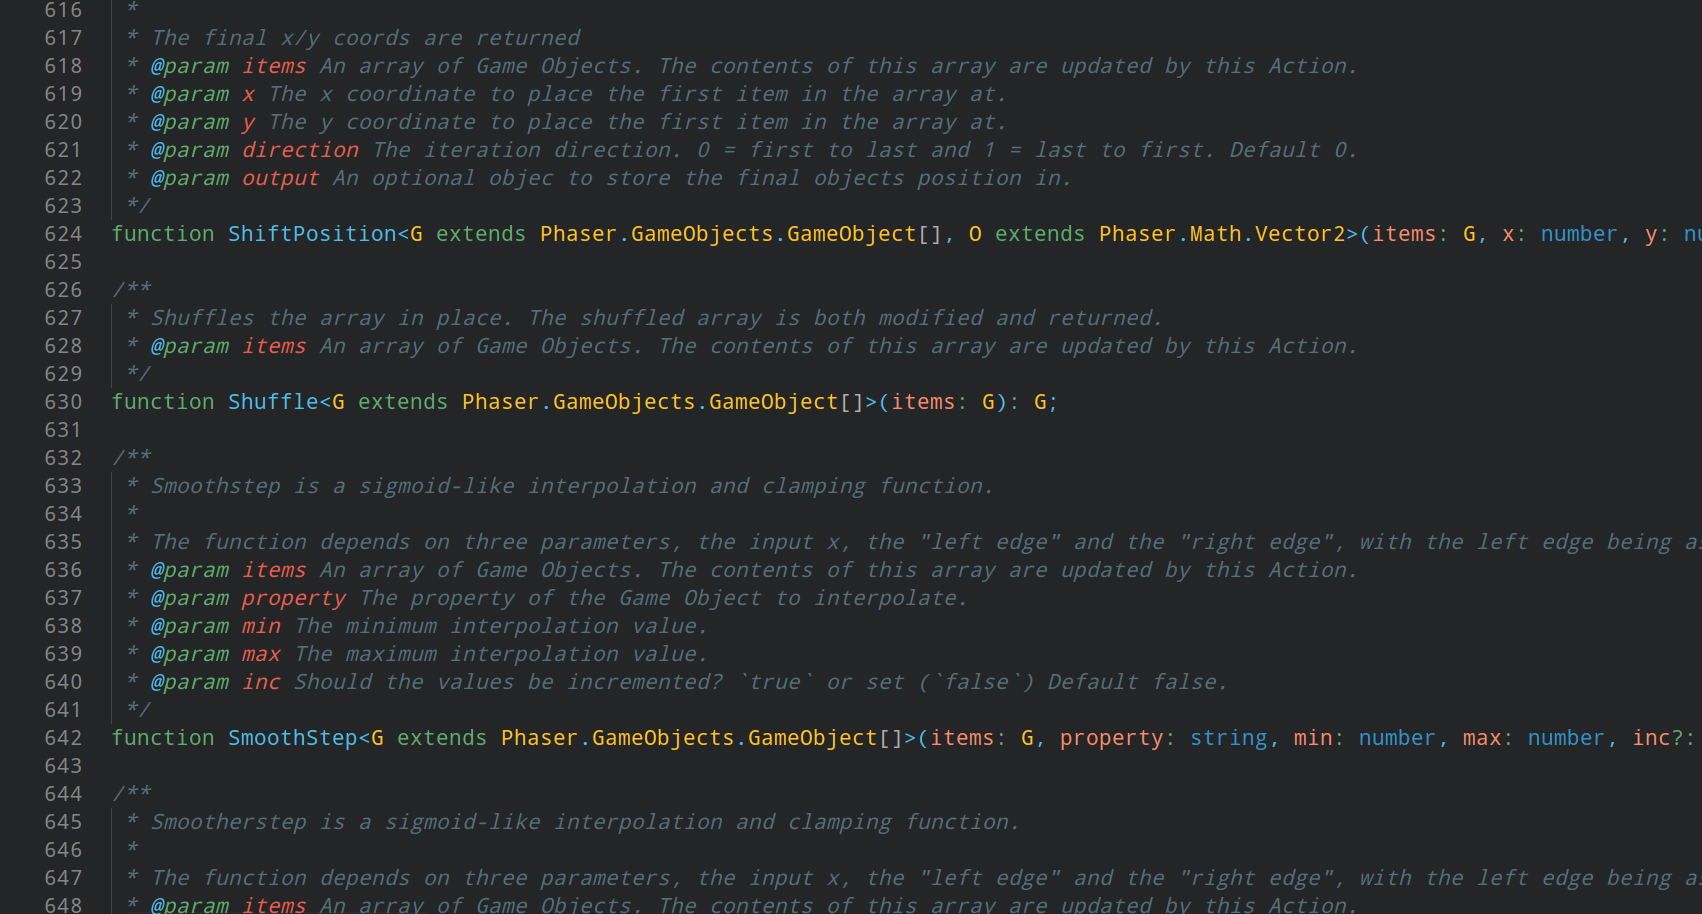 616 *
617 * The final x/y coords are returned
618 * @param items An array of Game Objects. The contents of this array are updated by this Action.
619 * @param x The x coordinate to place the first item in the array at.
620 * @param y The y coordinate to place the first item in the array at.
621 * @param direction The iteration direction. 0 = first to last and 1 = last to first. Default 0.
622 * @param output An optional objec to store the final objects position in.
623 */
624 function ShiftPosition<G extends Phaser.GameObjects.GameObject[], O extends Phaser.Math.Vector2>(items: G, x: number, y: nu
625
626 /**
627 * Shuffles the array in place. The shuffled array is both modified and returned.
628 * @param items An array of Game Objects. The contents of this array are updated by this Action.
629 */
630 function Shuffle<G extends Phaser.GameObjects.GameObject[]>(items: G): G;
631
632 /**
633 * Smoothstep is a sigmoid-like interpolation and clamping function.
634 *
635 * The function depends on three parameters, the input x, the "left edge" and the "right edge", with the left edge being as
636 * @param items An array of Game Objects. The contents of this array are updated by this Action.
637 * @param property The property of the Game Object to interpolate.
638 * @param min The minimum interpolation value.
639 * @param max The maximum interpolation value.
640 * @param inc Should the values be incremented? `true` or set (`false`) Default false.
641 */
642 function SmoothStep<G extends Phaser.GameObjects.GameObject[]>(items: G, property: string, min: number, max: number, inc?:
643
644 /**
645 * Smootherstep is a sigmoid-like interpolation and clamping function.
646 *
647 * The function depends on three parameters, the input x, the "left edge" and the "right edge", with the left edge being as
648 * @param items An array of Game Objects. The contents of this array are updated by this Action.